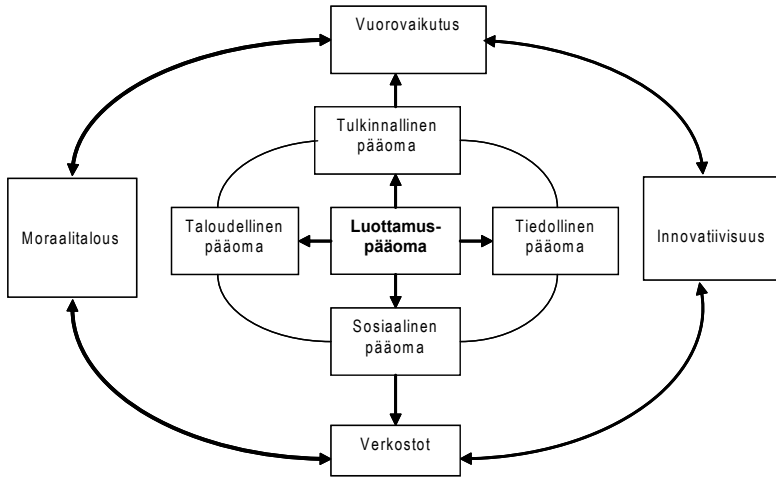 Vuorovaikutus
Tulkinnallinen
pääoma
Moraalitalous
Taloudellinen
pääoma
Luottamus-
pääoma
Tiedollinen
pääoma
Innovatiivisuus
Sosiaalinen
pääoma
Verkostot